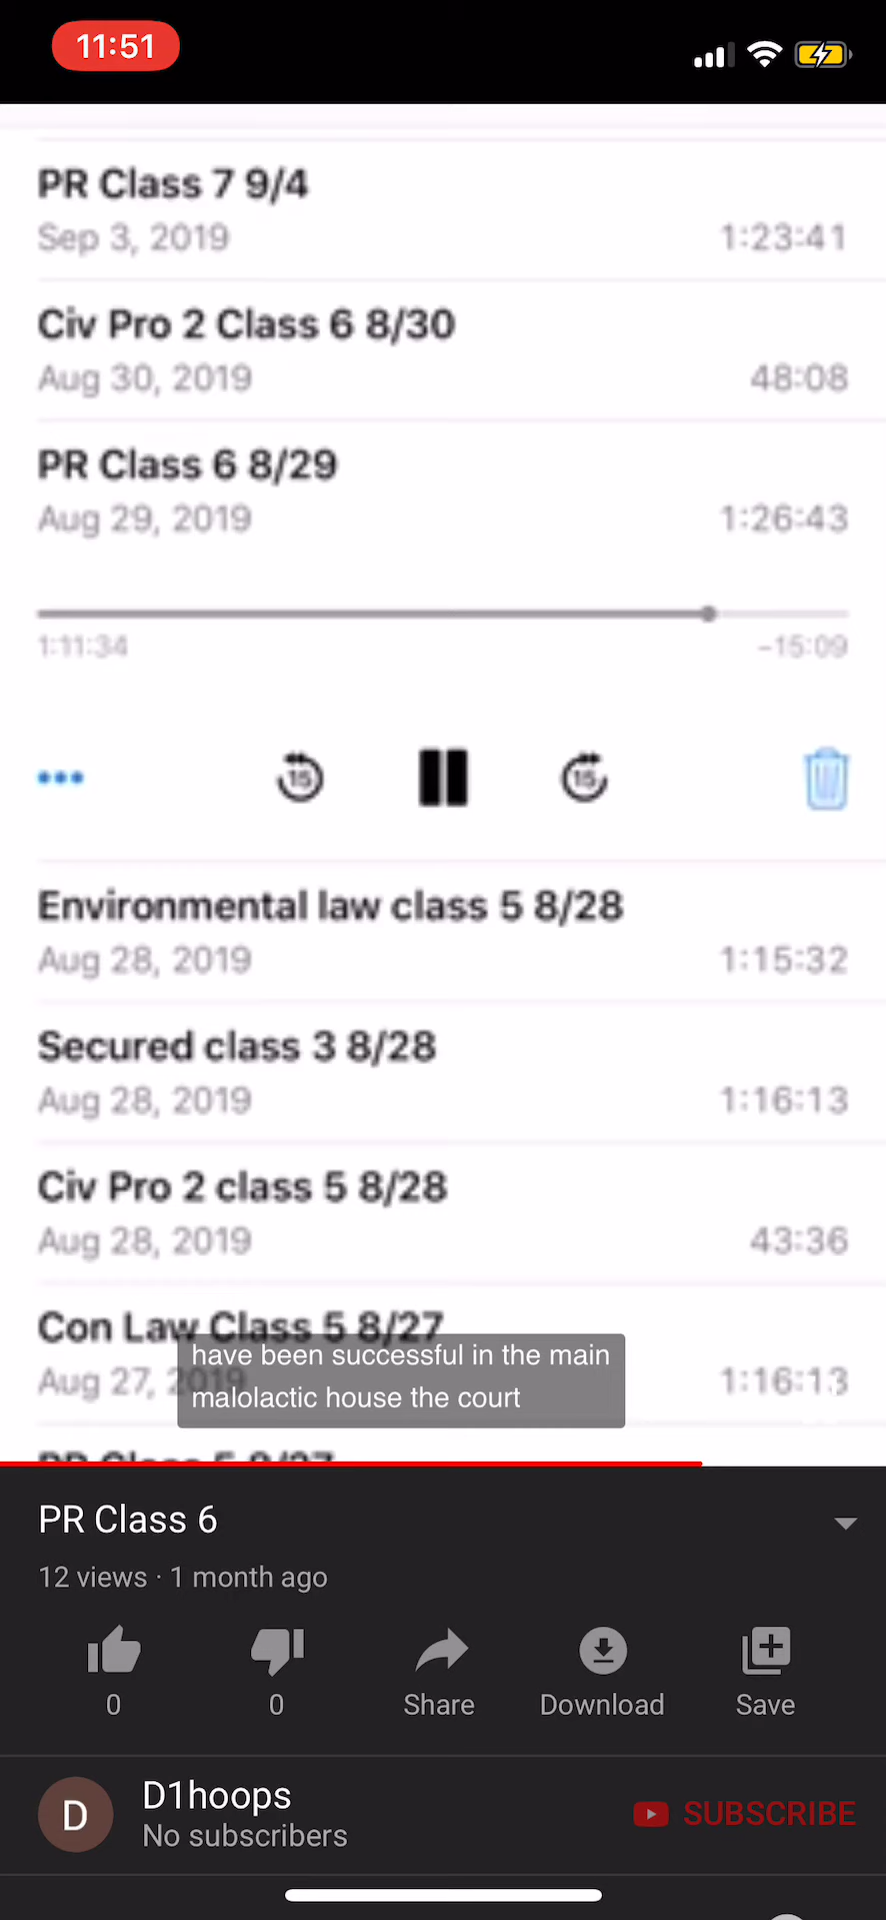 11:51
PR Class 7 9/4
Sep 3, 2019 1:23:41
Civ Pro 2 Class 6 8/30
Aug 30, 2019 48:08
PR Class 6 8/29
Aug 29, 2019 1:26:43
1:11:34 -15:09
15 15
Environmental law class 5 8/28
Aug 28, 2019 1:15:32
Secured class 3 8/28
Aug 28, 2019 1:16:13
Civ Pro 2 class 5 8/28
Aug 28, 2019 43:36
Con Law Class 5 8/27
Aug 27, 2019 1:16:13
have been successful in the main
malolactic house the court
PR Class 5 8/27
PR Class 6
12 views · 1 month ago
0 0 Share Download Save
D D1hoops
No subscribers
SUBSCRIBE